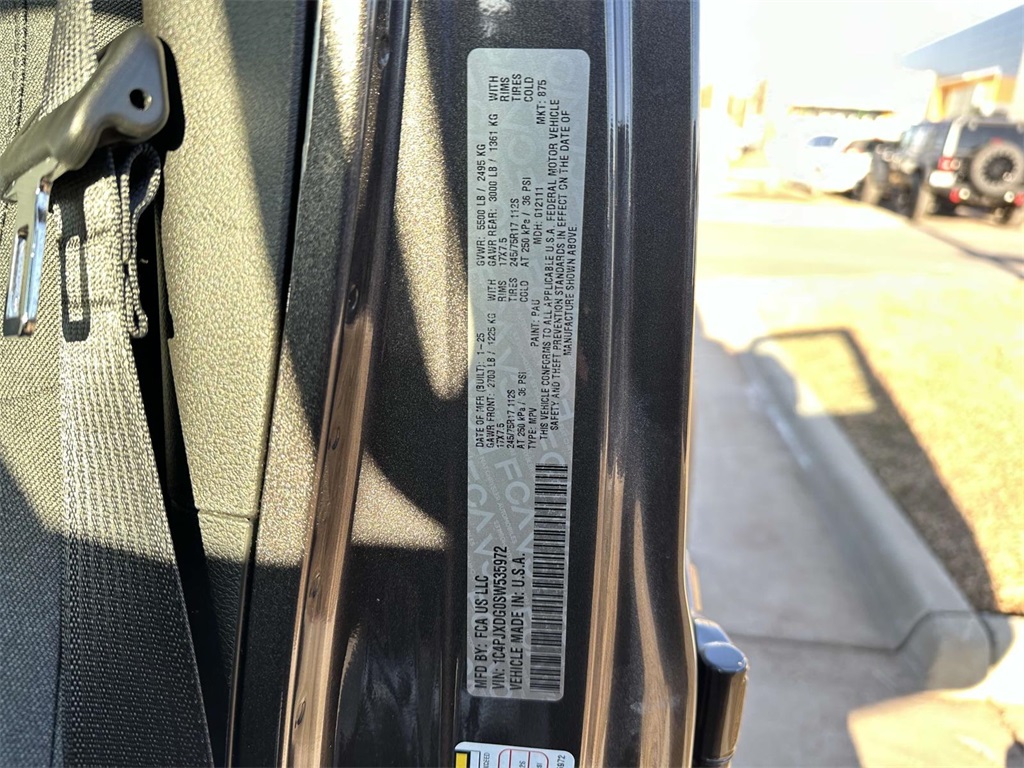 MFD BY: FCA US LLC
DATE OF MFR (BUILT): 1-25
GVWR: 5500 LB / 2495 KG
GAWR FRONT: 2700 LB / 1225 KG WITH
GAWR REAR: 3000 LB / 1361 KG WITH
17X7.5 RIMS
17X7.5 RIMS
245/75R17 112S TIRES
245/75R17 112S TIRES
AT 250 kPa / 36 PSI COLD
AT 250 kPa / 36 PSI COLD
VIN: 1C4PJXDG0SW535972
TYPE: MPV
PAINT: PAU
MDH: 012111
MKT: 875
VEHICLE MADE IN: U.S.A.
THIS VEHICLE CONFORMS TO ALL APPLICABLE U.S.A. FEDERAL MOTOR VEHICLE
SAFETY AND THEFT PREVENTION STANDARDS IN EFFECT ON THE DATE OF
MANUFACTURE SHOWN ABOVE
FCA